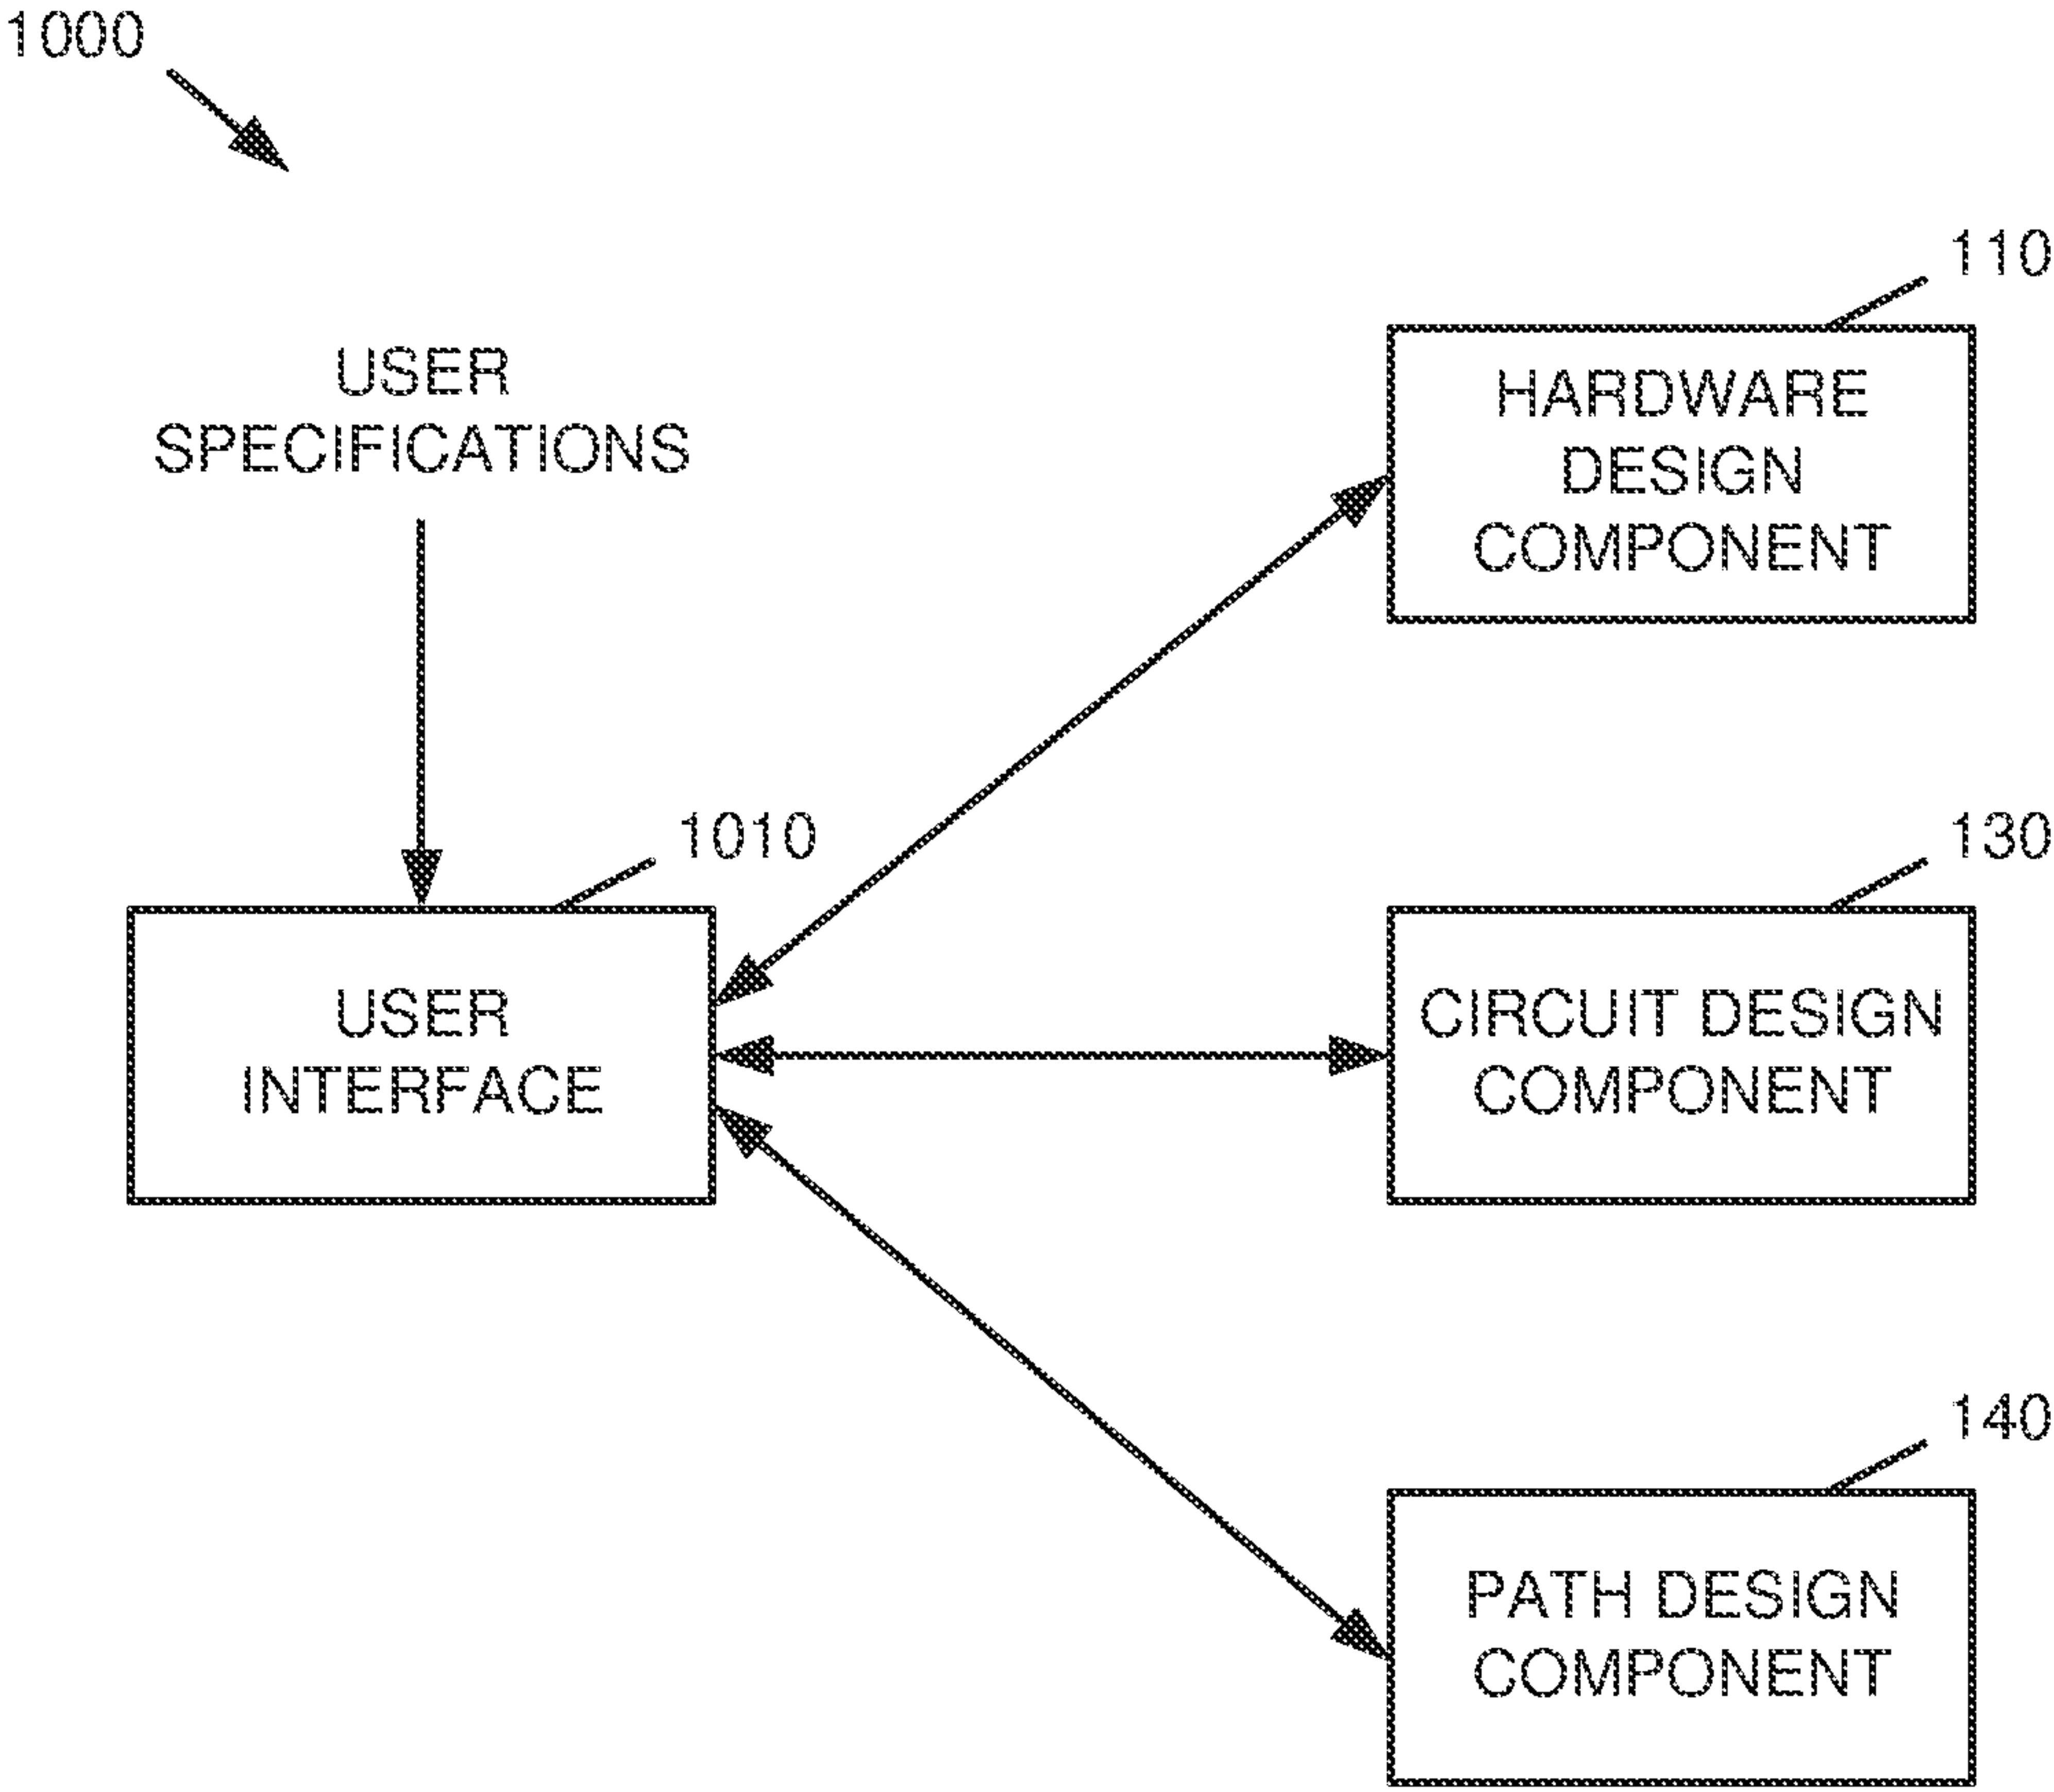 1000
110
USER
SPECIFICATIONS
HARDWARE
DESIGN
COMPONENT
1010
130
USER
INTERFACE
CIRCUIT DESIGN
COMPONENT
140
PATH DESIGN
COMPONENT